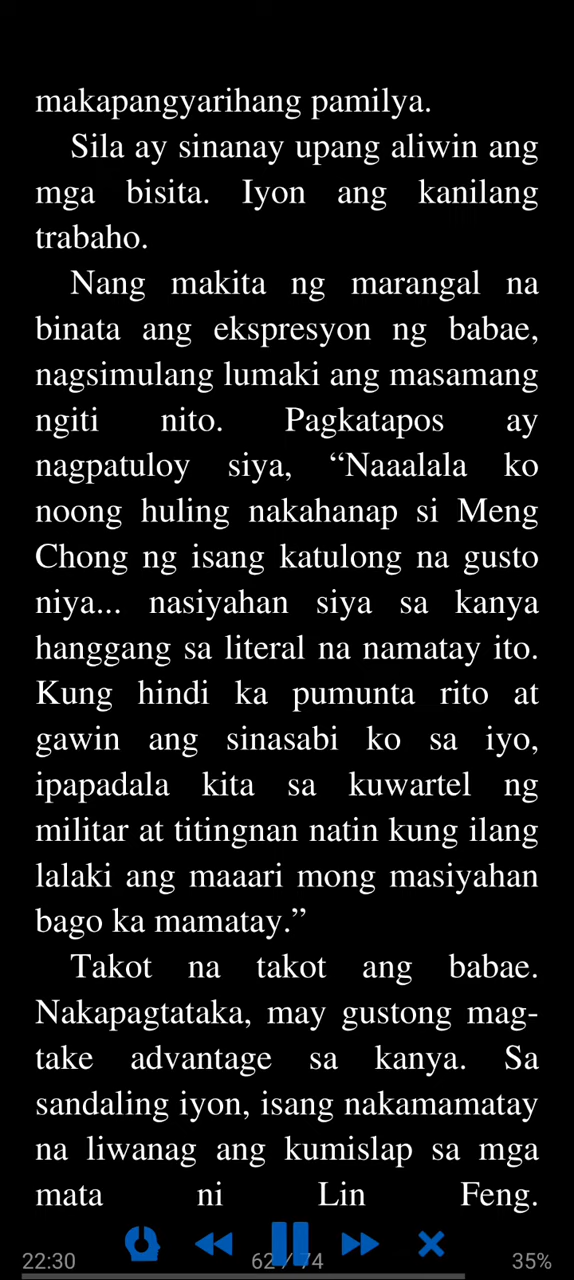 makapangyarihang pamilya.
Sila ay sinanay upang aliwin ang
mga bisita. Iyon ang kanilang
trabaho.
Nang makita ng marangal na
binata ang ekspresyon ng babae,
nagsimulang lumaki ang masamang
ngiti nito. Pagkatapos ay
nagpatuloy siya, “Naaalala ko
noong huling nakahanap si Meng
Chong ng isang katulong na gusto
niya... nasiyahan siya sa kanya
hanggang sa literal na namatay ito.
Kung hindi ka pumunta rito at
gawin ang sinasabi ko sa iyo,
ipapadala kita sa kuwartel ng
militar at titingnan natin kung ilang
lalaki ang maaari mong masiyahan
bago ka mamatay.”
Takot na takot ang babae.
Nakapagtataka, may gustong mag-
take advantage sa kanya. Sa
sandaling iyon, isang nakamamatay
na liwanag ang kumislap sa mga
mata ni Lin Feng.
22:30 62 / 74 35%